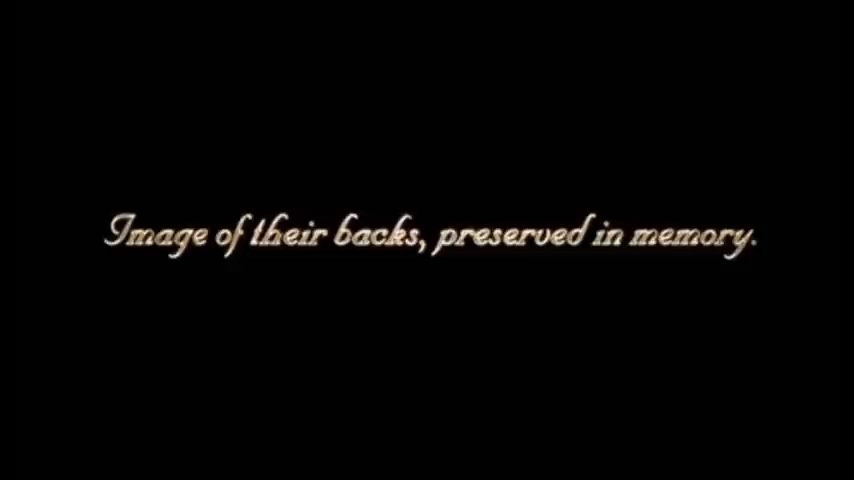 Image of their backs, preserved in memory.